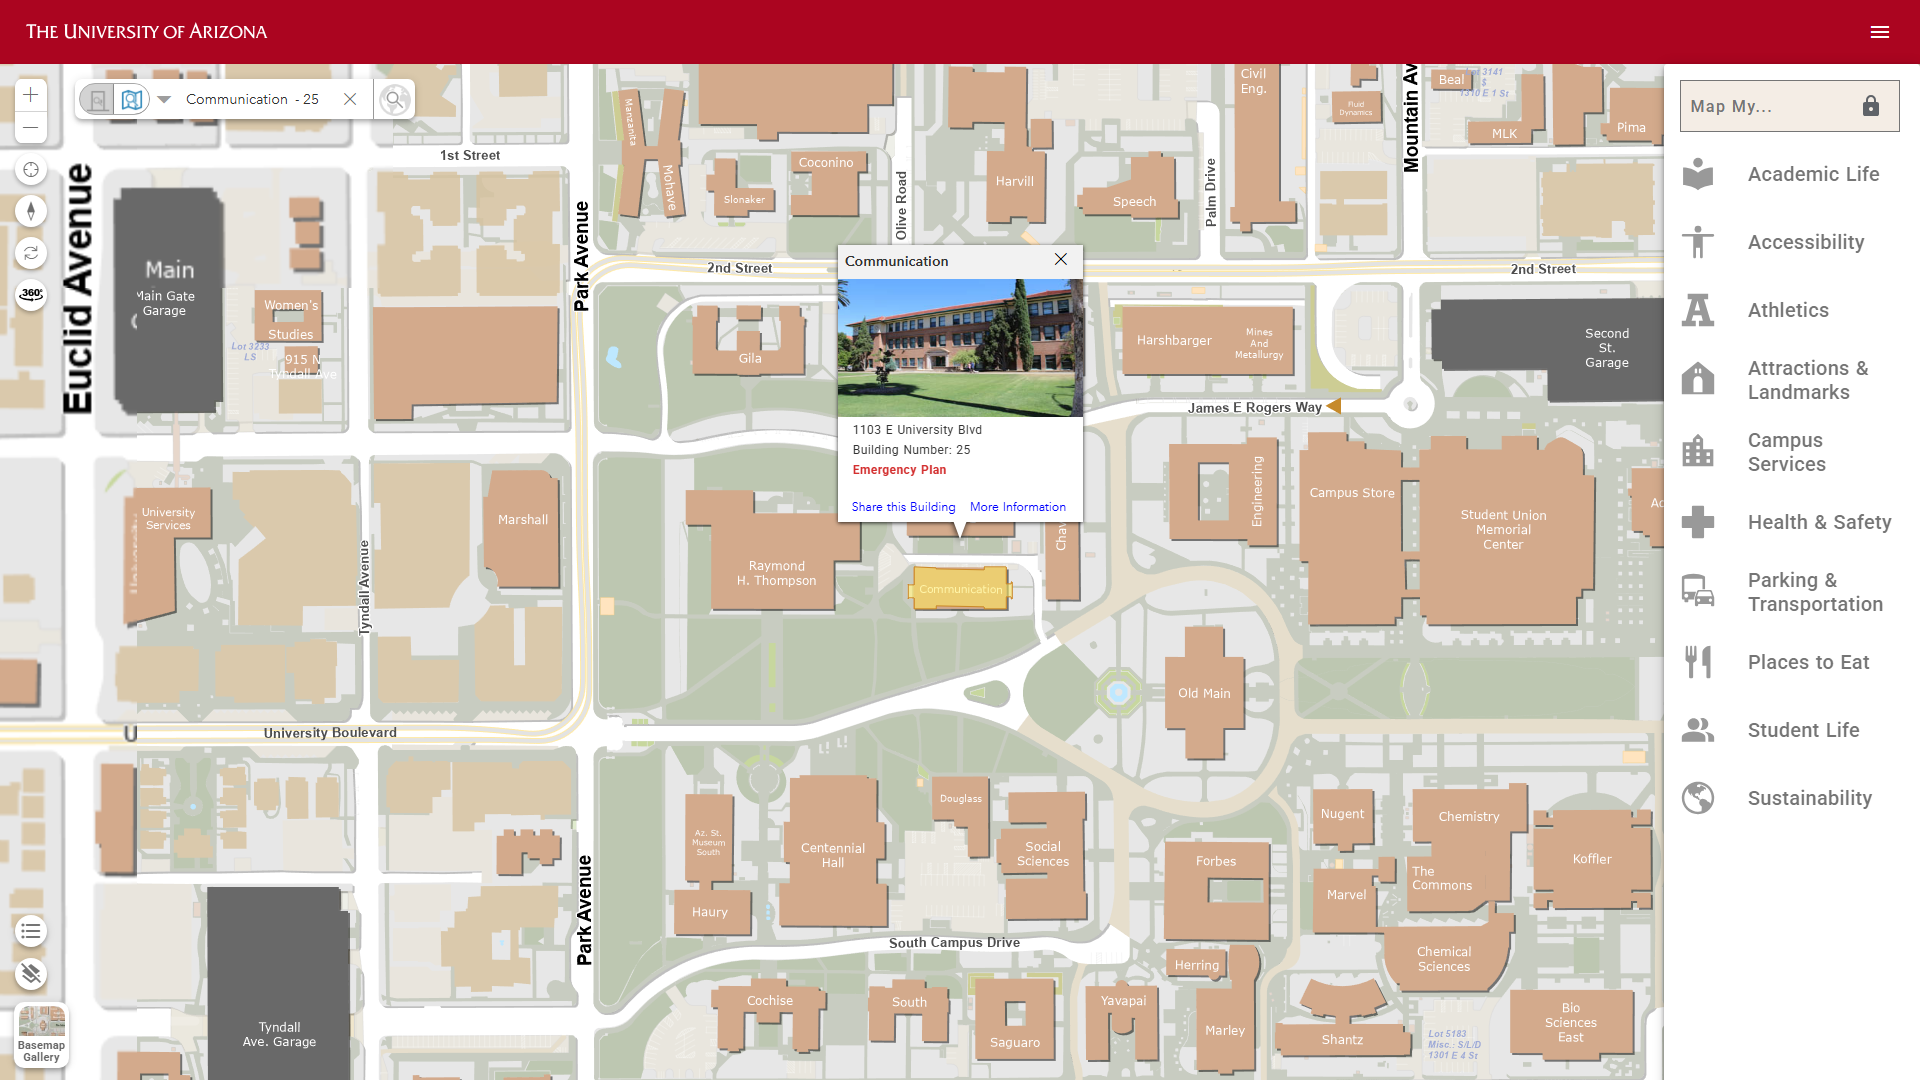 THE UNIVERSITY OF ARIZONA
Communication - 25
Map My...
Academic Life
Accessibility
Athletics
Attractions &
Landmarks
Campus
Services
Health & Safety
Parking &
Transportation
Places to Eat
Student Life
Sustainability
360°
Basemap
Gallery
Communication
1103 E University Blvd
Building Number: 25
Emergency Plan
Share this Building
More Information
Euclid Avenue
1st Street
Park Avenue
Manzanita
Mohave
Slonaker
Coconino
Olive Road
Harvill
Speech
Palm Drive
Civil
Eng.
Fluid
Dynamics
Mountain Av
Beal
Lot 3141
S
1310 E 1 St
MLK
Pima
2nd Street
2nd Street
Main
Main Gate
Garage
Women's
Studies
Lot 3233
LS
915 N
Tyndall Ave
Gila
Harshbarger
Mines
And
Metallurgy
Second
St.
Garage
James E Rogers Way
University
Services
Tyndall Avenue
Marshall
Raymond
H. Thompson
Communication
Engineering
Campus Store
Student Union
Memorial
Center
Old Main
U
University Boulevard
Az. St.
Museum
South
Haury
Centennial
Hall
Douglass
Social
Sciences
Forbes
Nugent
Marvel
Chemistry
The
Commons
Koffler
Park Avenue
South Campus Drive
Herring
Chemical
Sciences
Tyndall
Ave. Garage
Cochise
South
Saguaro
Yavapai
Marley
Shantz
Lot 5183
Misc.: S/L/D
1301 E 4 St
Bio
Sciences
East